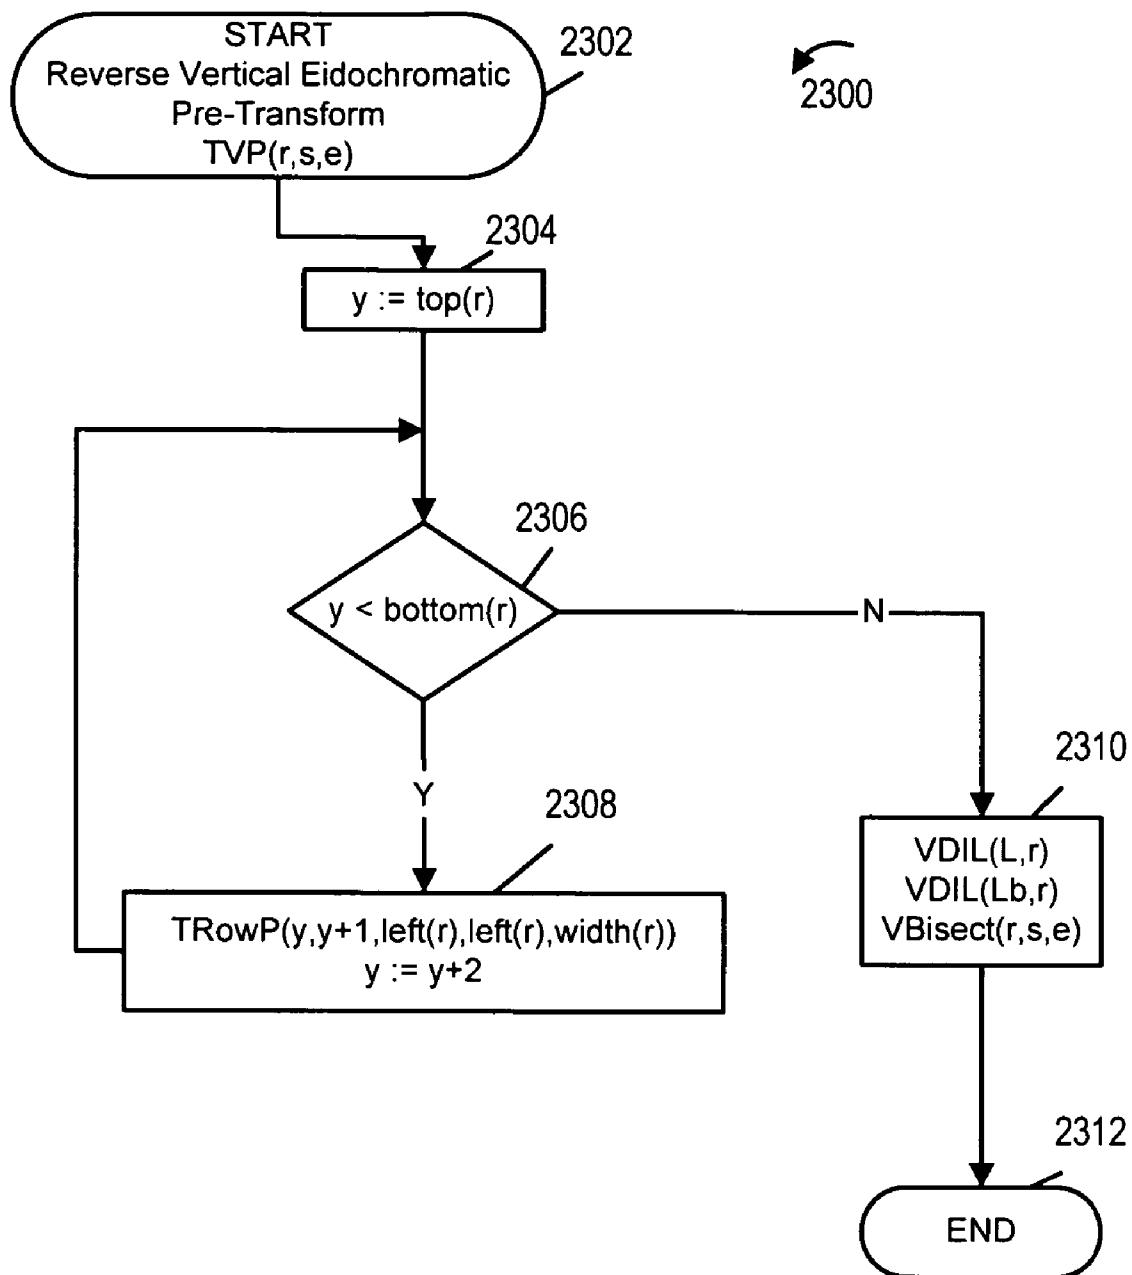 START
Reverse Vertical Eidochromatic
Pre-Transform
TVP(r,s,e)
2302
2300
2304
y := top(r)
2306
y < bottom(r)
N
Y
2308
TRowP(y,y+1,left(r),left(r),width(r))
y := y+2
2310
VDIL(L,r)
VDIL(Lb,r)
VBisect(r,s,e)
2312
END